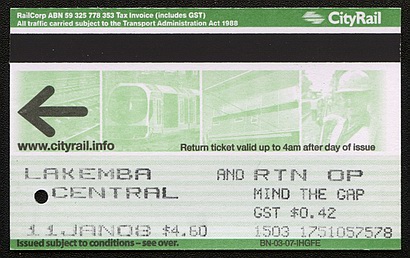 RailCorp ABN 59 325 778 353 Tax Invoice (includes GST)
All traffic carried subject to the Transport Administration Act 1988
CityRail
www.cityrail.info
Return ticket valid up to 4am after day of issue
LAKEMBA AND RTN OP
CENTRAL MIND THE GAP
GST $0.42
11JAN08 $4.60 1503 1751057578
Issued subject to conditions – see over. BN-03-07-IHGFE